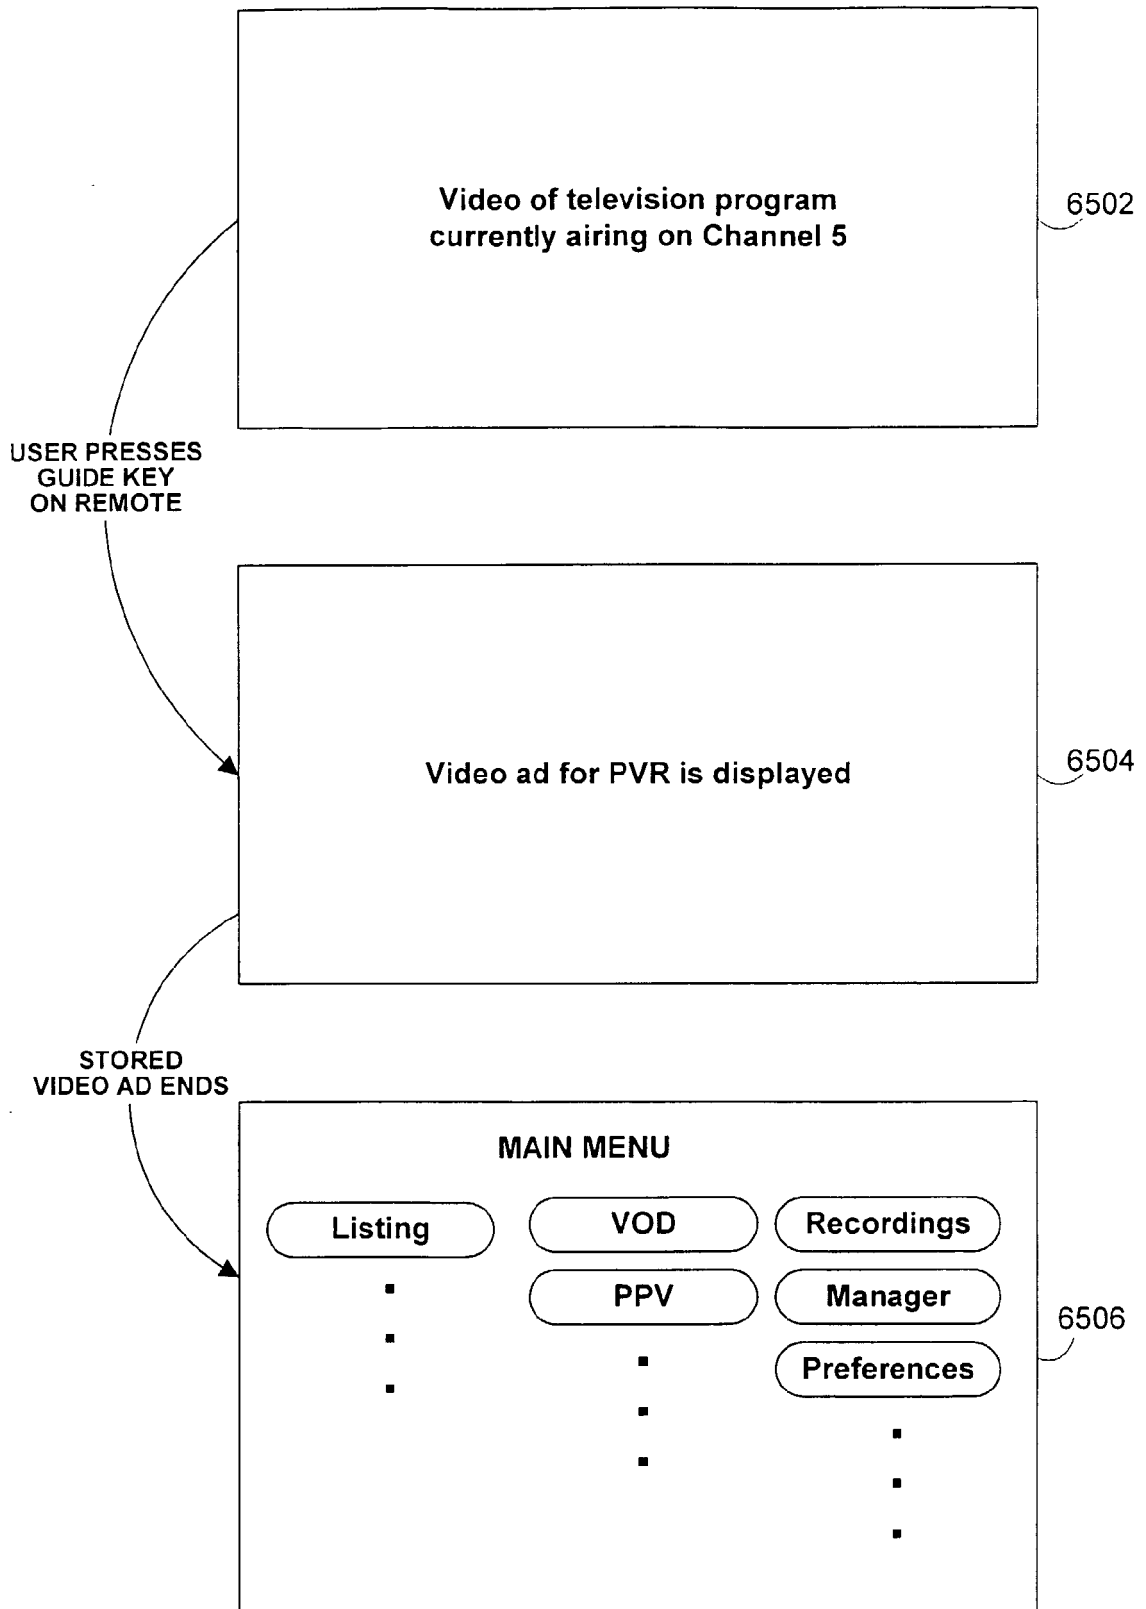 Video of television program
currently airing on Channel 5
6502
USER PRESSES
GUIDE KEY
ON REMOTE
Video ad for PVR is displayed
6504
STORED
VIDEO AD ENDS
MAIN MENU
Listing
VOD
Recordings
PPV
Manager
Preferences
6506